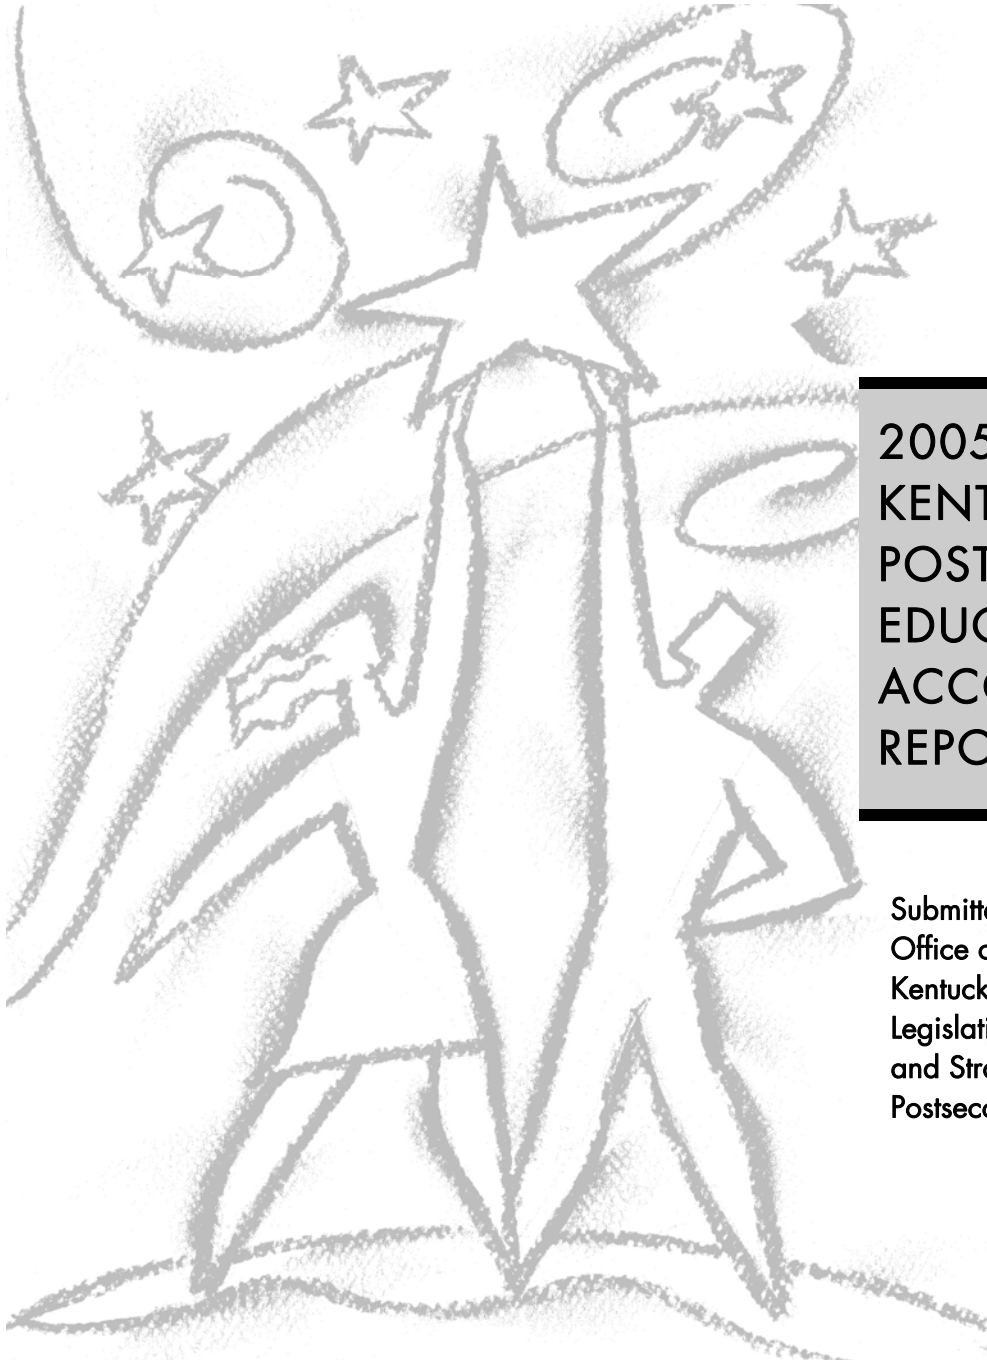 2005
KENT
POST
EDUC
ACCO
REPO
Submitte
Office o
Kentuck
Legislati
and Stra
Postseco